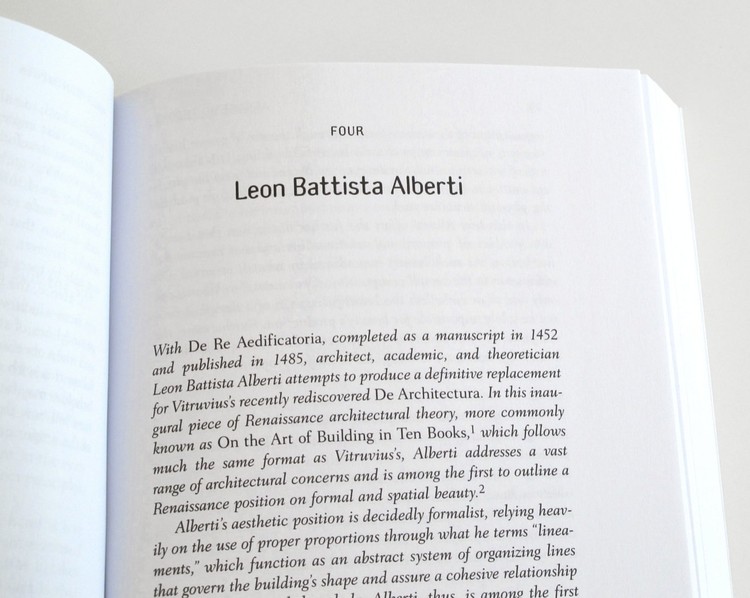 FOUR
Leon Battista Alberti
With De Re Aedificatoria, completed as a manuscript in 1452
and published in 1485, architect, academic, and theoretician
Leon Battista Alberti attempts to produce a definitive replacement
for Vitruvius's recently rediscovered De Architectura. In this inau-
gural piece of Renaissance architectural theory, more commonly
known as On the Art of Building in Ten Books,1 which follows
much the same format as Vitruvius's, Alberti addresses a vast
range of architectural concerns and is among the first to outline a
Renaissance position on formal and spatial beauty.2
Alberti's aesthetic position is decidedly formalist, relying heav-
ily on the use of proper proportions through what he terms "linea-
ments," which function as an abstract system of organizing lines
that govern the building's shape and assure a cohesive relationship
Alberti, thus, is among the first